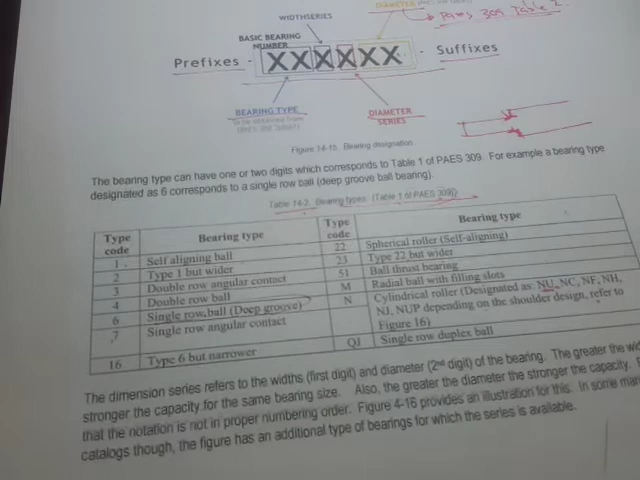 DIAMETER
PAES 309 Table 2.
WIDTHSERIES
BASIC BEARING
NUMBER
Prefixes - XXXXXX - Suffixes
BEARING TYPE
DIAMETER
SERIES
Figure 14-15. Bearing designation.
The bearing type can have one or two digits which corresponds to Table 1 of PAES 309. For example a bearing type
designated as 6 corresponds to a single row ball (deep groove ball bearing).
Table 14-2. Bearing types. (Table 1 of PAES 309)
Type code Bearing type Type code Bearing type
1 Self aligning ball 22 Spherical roller (Self-aligning)
2 Type 1 but wider 23 Type 22 but wider
3 Double row angular contact 51 Ball thrust bearing
4 Double row ball M Radial ball with filling slots
6 Single row ball (Deep groove) N Cylindrical roller (Designated as: NU, NC, NF, NH,
7 Single row angular contact NJ, NUP depending on the shoulder design, refer to
Figure 16)
16 Type 6 but narrower QJ Single row duplex ball
The dimension series refers to the widths (first digit) and diameter (2nd digit) of the bearing. The greater the
stronger the capacity for the same bearing size. Also, the greater the diameter the stronger the capacity.
that the notation is not in proper numbering order. Figure 4-16 provides an illustration for this. In some
catalogs though, the figure has an additional type of bearings for which the series is available.